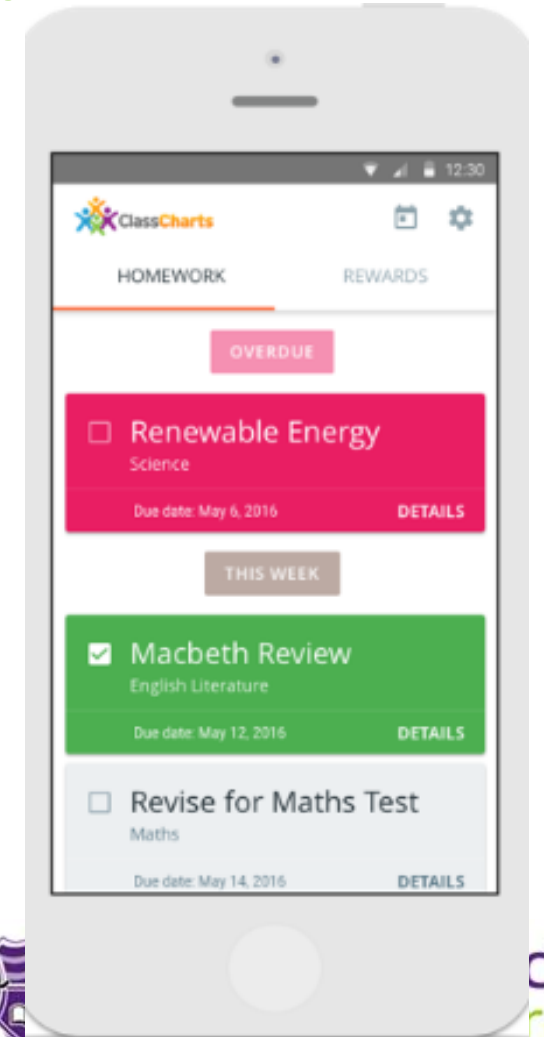 12:30
ClassCharts
HOMEWORK REWARDS
OVERDUE
Renewable Energy
Science
Due date: May 6, 2016 DETAILS
THIS WEEK
Macbeth Review
English Literature
Due date: May 12, 2016 DETAILS
Revise for Maths Test
Maths
Due date: May 14, 2016 DETAILS